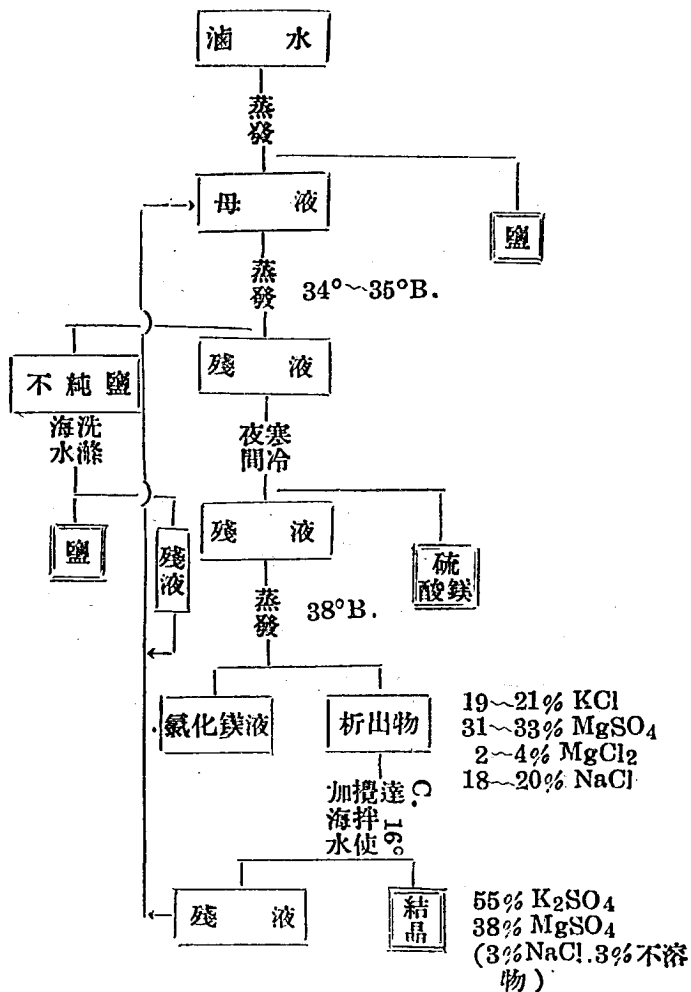 滷水
蒸發
母液
鹽
蒸發
34°~35°B.
不純鹽
殘液
海水洗滌
夜間寒冷
鹽
殘液
殘液
硫酸鎂
蒸發
38°B.
氯化鎂液
析出物
19~21% KCl
31~33% MgSO₄
2~4% MgCl₂
18~20% NaCl
加海水攪拌使達 16°C.
殘液
結晶
55% K₂SO₄
38% MgSO₄
(3%NaCl.3%不溶
物)